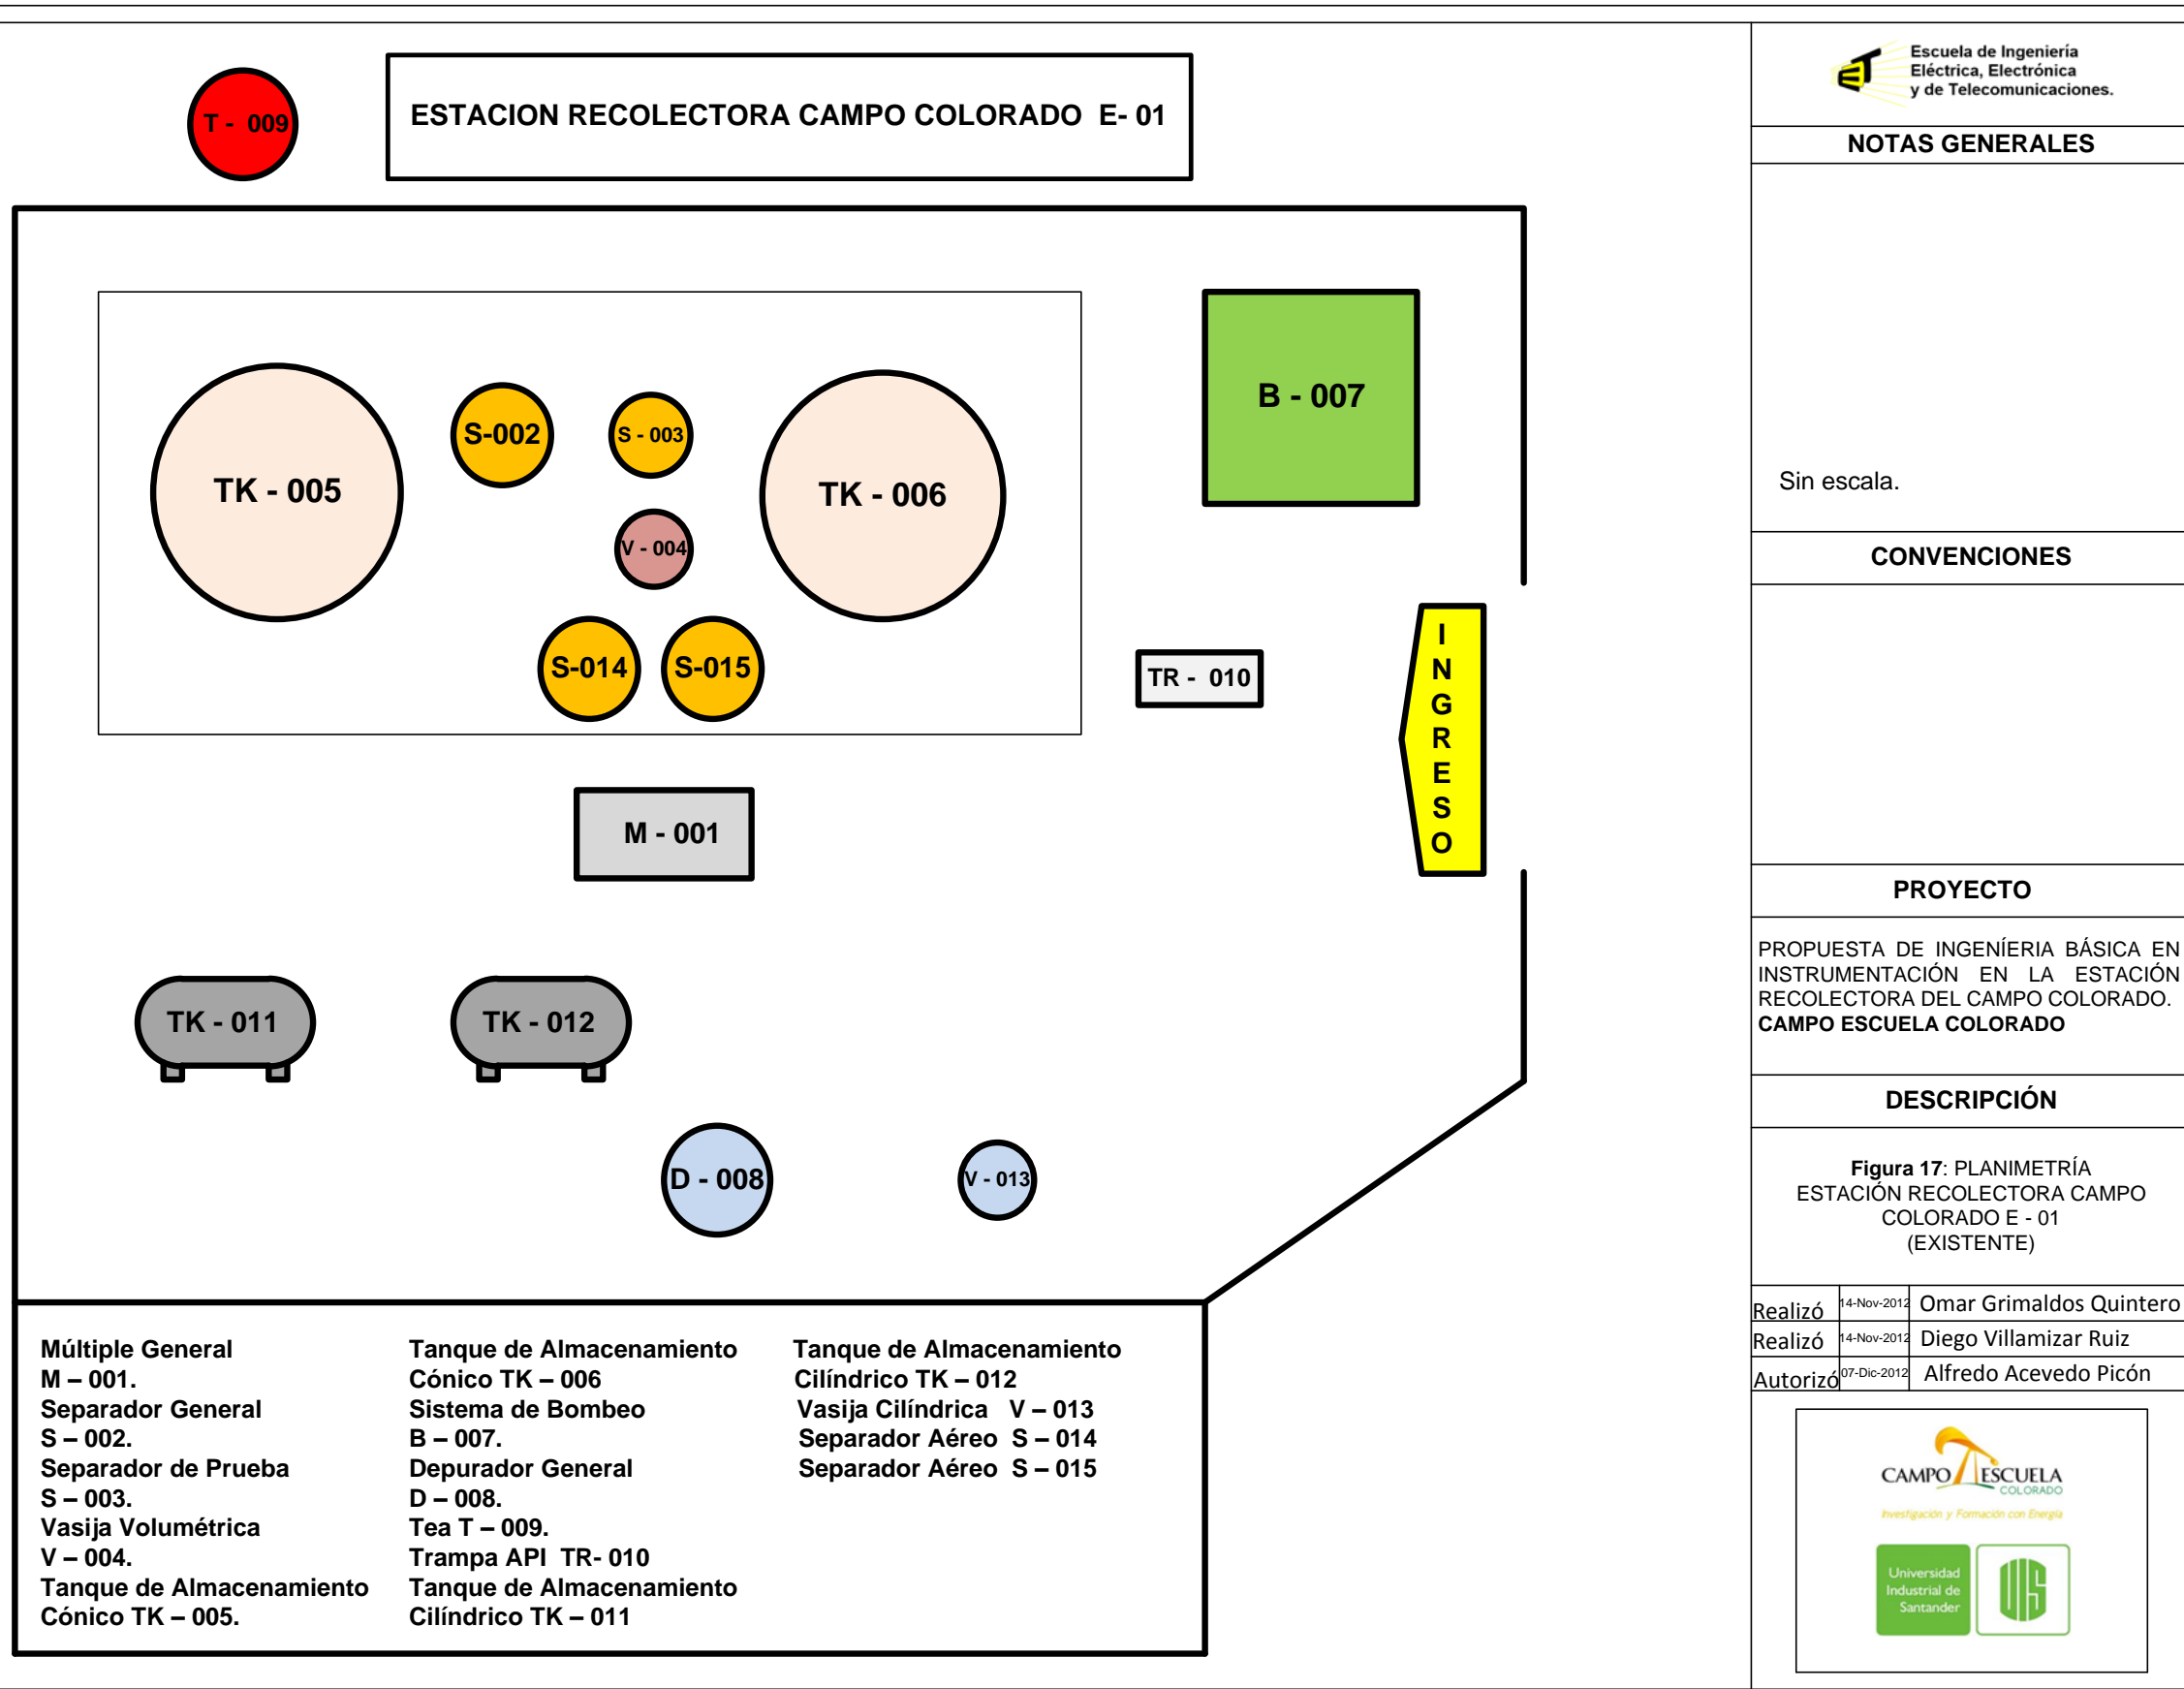 T - 009
ESTACION RECOLECTORA CAMPO COLORADO E- 01
TK - 005
S-002
S - 003
V - 004
TK - 006
S-014
S-015
B - 007
TR - 010
INGRESO
M - 001
TK - 011
TK - 012
D - 008
V - 013
Múltiple General
M – 001.
Separador General
S – 002.
Separador de Prueba
S – 003.
Vasija Volumétrica
V – 004.
Tanque de Almacenamiento
Cónico TK – 005.
Tanque de Almacenamiento
Cónico TK – 006
Sistema de Bombeo
B – 007.
Depurador General
D – 008.
Tea T – 009.
Trampa API TR- 010
Tanque de Almacenamiento
Cilíndrico TK – 011
Tanque de Almacenamiento
Cilíndrico TK – 012
Vasija Cilíndrica V – 013
Separador Aéreo S – 014
Separador Aéreo S – 015
Escuela de Ingeniería
Eléctrica, Electrónica
y de Telecomunicaciones.
NOTAS GENERALES
Sin escala.
CONVENCIONES
PROYECTO
PROPUESTA DE INGENÍERIA BÁSICA EN
INSTRUMENTACIÓN EN LA ESTACIÓN
RECOLECTORA DEL CAMPO COLORADO.
CAMPO ESCUELA COLORADO
DESCRIPCIÓN
Figura 17: PLANIMETRÍA
ESTACIÓN RECOLECTORA CAMPO
COLORADO E - 01
(EXISTENTE)
Realizó 14-Nov-2012 Omar Grimaldos Quintero
Realizó 14-Nov-2012 Diego Villamizar Ruiz
Autorizó 07-Dic-2012 Alfredo Acevedo Picón
CAMPO ESCUELA
COLORADO
Investigación y Formación con Energía
Universidad
Industrial de
Santander
UIS